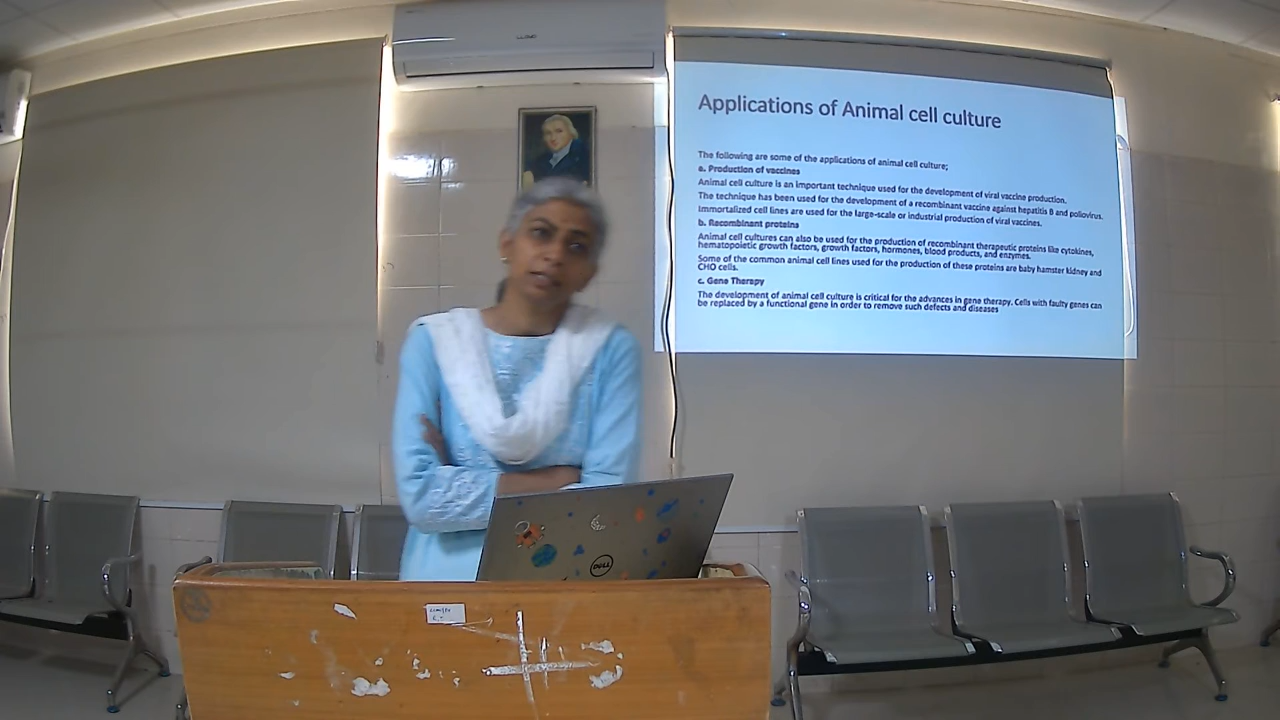 Applications of Animal cell culture
The following are some of the applications of animal cell culture;
a. Production of vaccines
Animal cell culture is an important technique used for the development of viral vaccine production.
The technique has been used for the development of a recombinant vaccine against hepatitis B and poliovirus.
Immortalized cell lines are used for the large-scale or industrial production of viral vaccines.
b. Recombinant proteins
Animal cell cultures can also be used for the production of recombinant therapeutic proteins like cytokines,
hematopoietic growth factors, growth factors, hormones, blood products, and enzymes.
Some of the common animal cell lines used for the production of these proteins are baby hamster kidney and
CHO cells.
c. Gene Therapy
The development of animal cell culture is critical for the advances in gene therapy. Cells with faulty genes can
be replaced by a functional gene in order to remove such defects and diseases
DELL